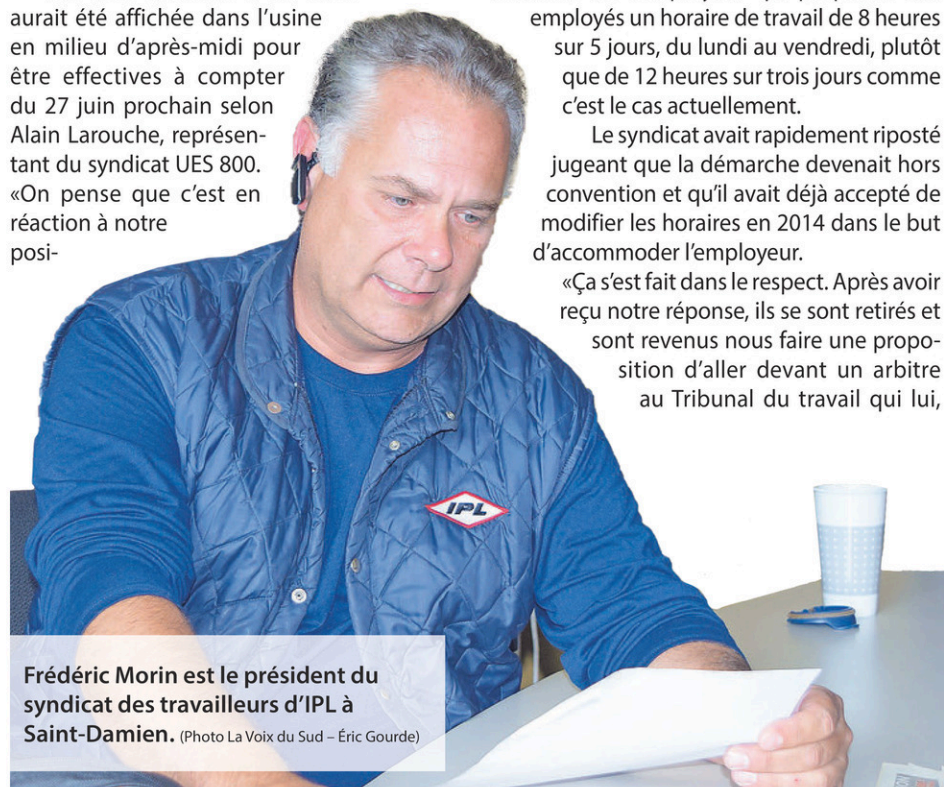 aurait été affichée dans l’usine
en milieu d’après-midi pour
être effectives à compter
du 27 juin prochain selon
Alain Larouche, représen-
tant du syndicat UES 800.
«On pense que c’est en
réaction à notre
posi-
employés un horaire de travail de 8 heures
sur 5 jours, du lundi au vendredi, plutôt
que de 12 heures sur trois jours comme
c’est le cas actuellement.
Le syndicat avait rapidement riposté
jugeant que la démarche devenait hors
convention et qu’il avait déjà accepté de
modifier les horaires en 2014 dans le but
d’accommoder l’employeur.
«Ça s’est fait dans le respect. Après avoir
reçu notre réponse, ils se sont retirés et
sont revenus nous faire une propo-
sition d’aller devant un arbitre
au Tribunal du travail qui lui,
IPL
Frédéric Morin est le président du
syndicat des travailleurs d’IPL à
Saint-Damien. (Photo La Voix du Sud – Éric Gourde)